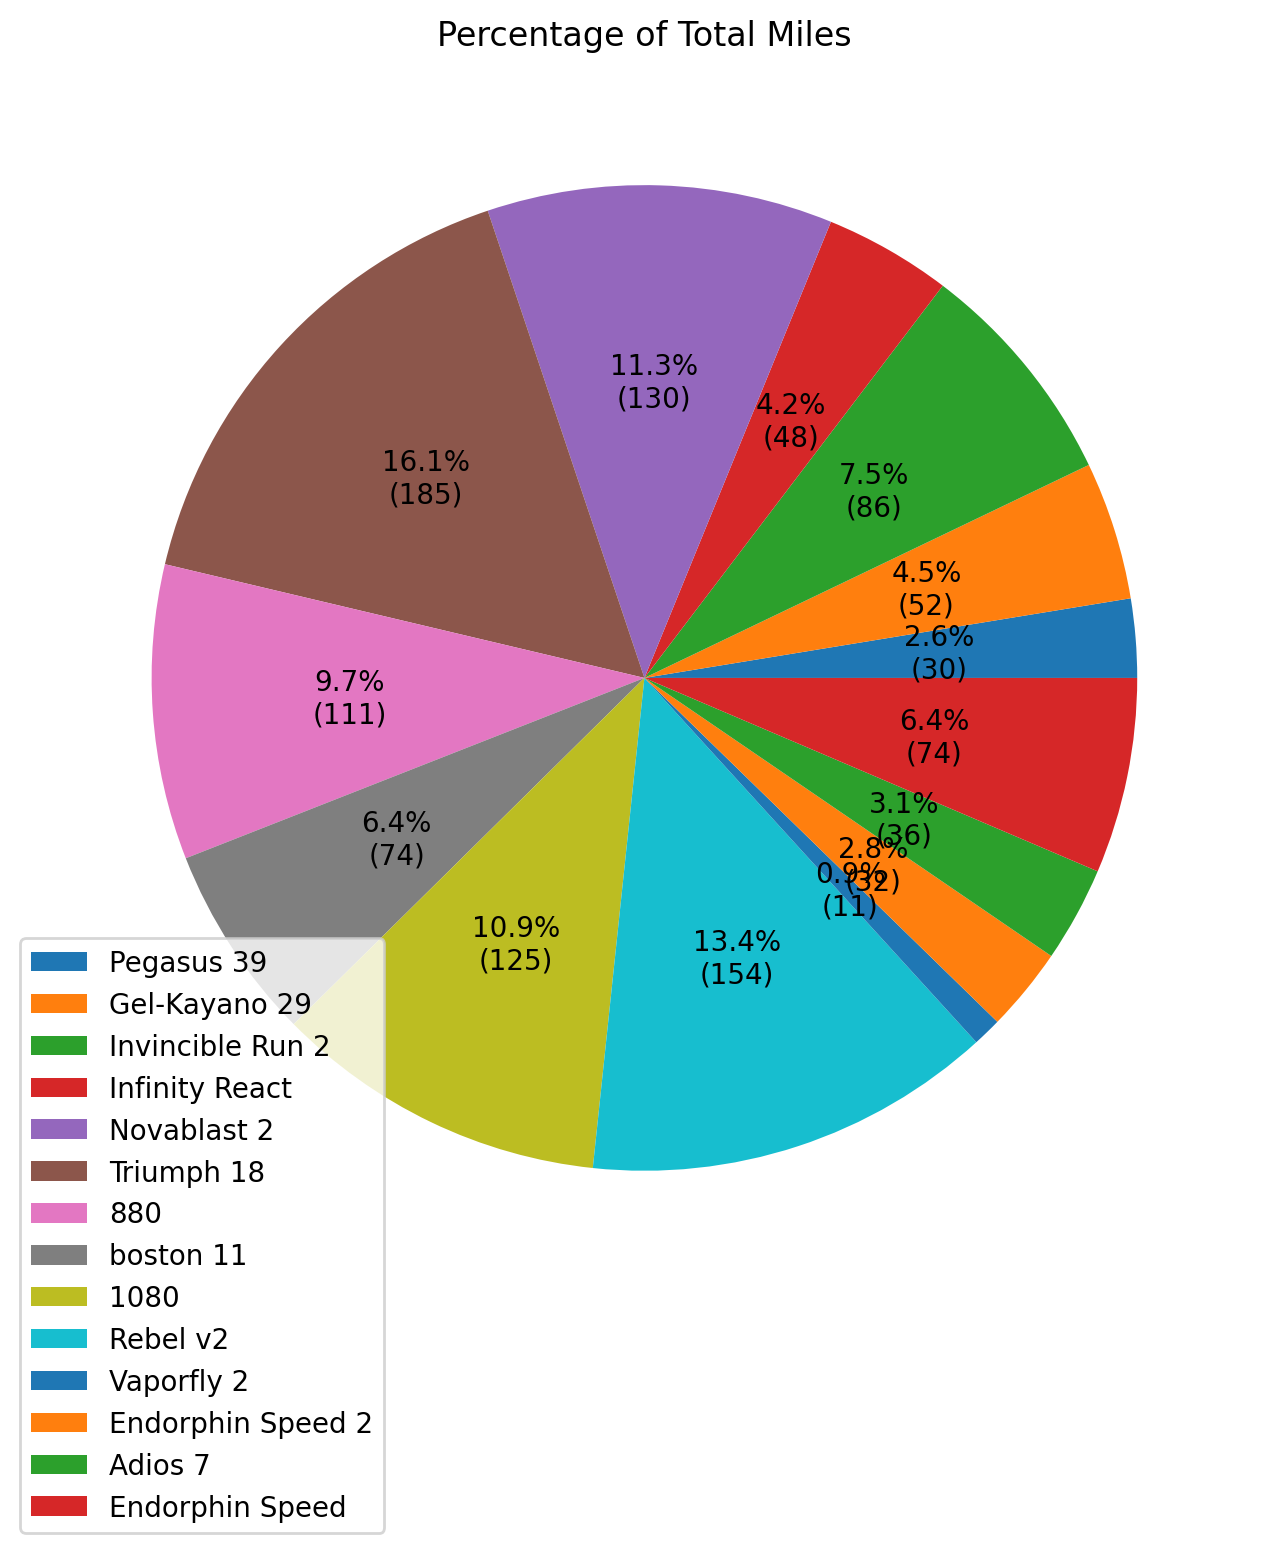 Percentage of Total Miles
11.3%
(130)
4.2%
(48)
16.1%
(185)
7.5%
(86)
4.5%
(52)
2.6%
(30)
9.7%
(111)
6.4%
(74)
3.1%
(36)
6.4%
(74)
2.8%
(32)
0.9%
(11)
10.9%
(125)
13.4%
(154)
Pegasus 39
Gel-Kayano 29
Invincible Run 2
Infinity React
Novablast 2
Triumph 18
880
boston 11
1080
Rebel v2
Vaporfly 2
Endorphin Speed 2
Adios 7
Endorphin Speed